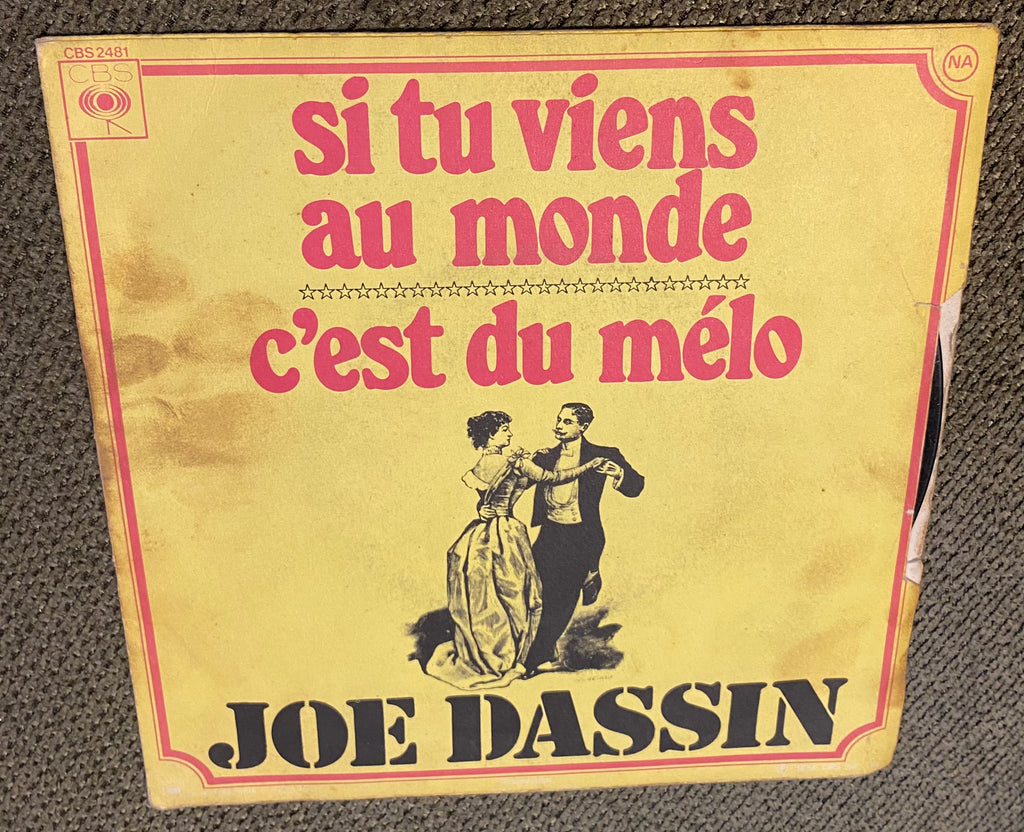 CBS 2481
CBS
NA
si tu viens
au monde
c'est du mélo
JOE DASSIN